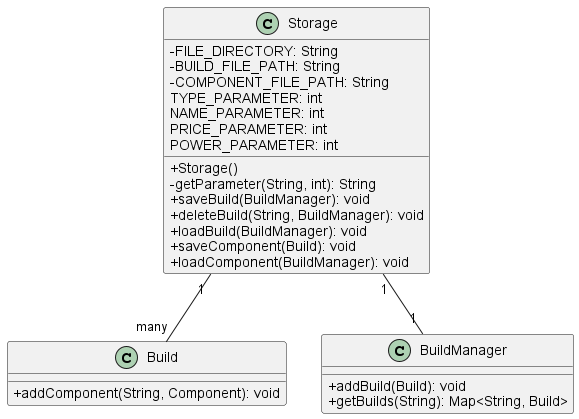 C Storage
-FILE_DIRECTORY: String
-BUILD_FILE_PATH: String
-COMPONENT_FILE_PATH: String
TYPE_PARAMETER: int
NAME_PARAMETER: int
PRICE_PARAMETER: int
POWER_PARAMETER: int
+Storage()
-getParameter(String, int): String
+saveBuild(BuildManager): void
+deleteBuild(String, BuildManager): void
+loadBuild(BuildManager): void
+saveComponent(Build): void
+loadComponent(BuildManager): void
1
1
many
1
C Build
+addComponent(String, Component): void
C BuildManager
+addBuild(Build): void
+getBuilds(String): Map<String, Build>